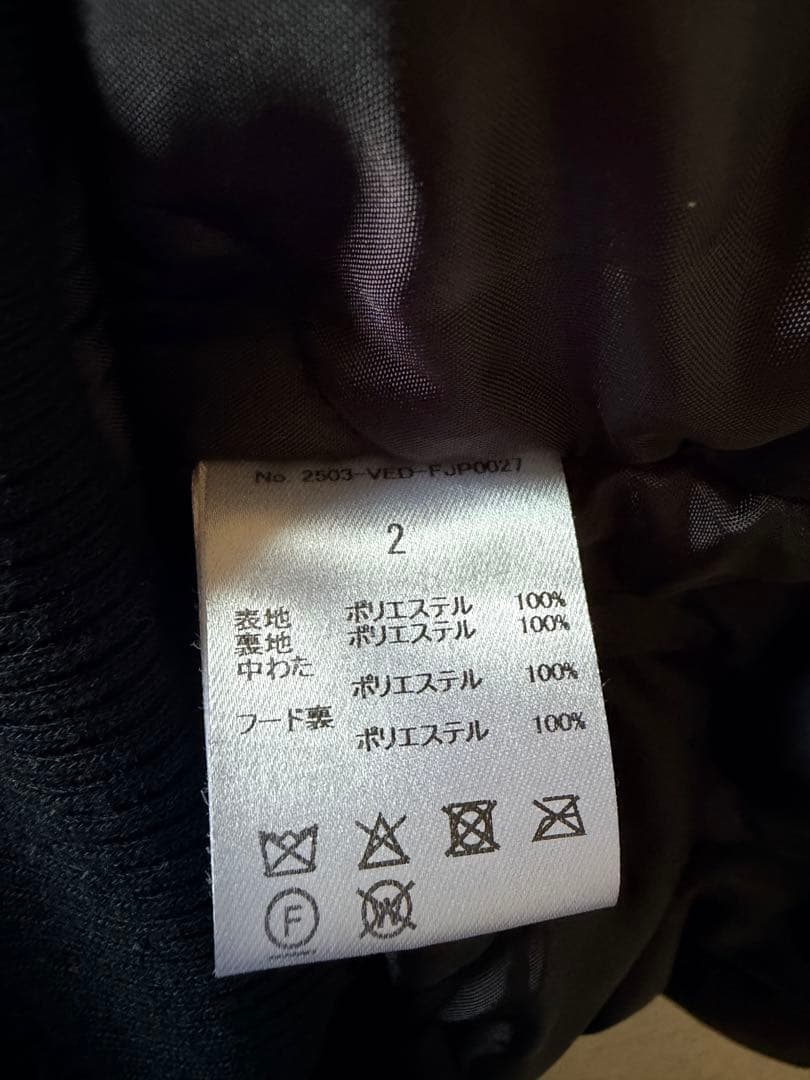 No 2503-VED-FJP0027
2
表地 ポリエステル 100%
裏地 ポリエステル 100%
中わた
ポリエステル 100%
フード裏
ポリエステル 100%
F
W